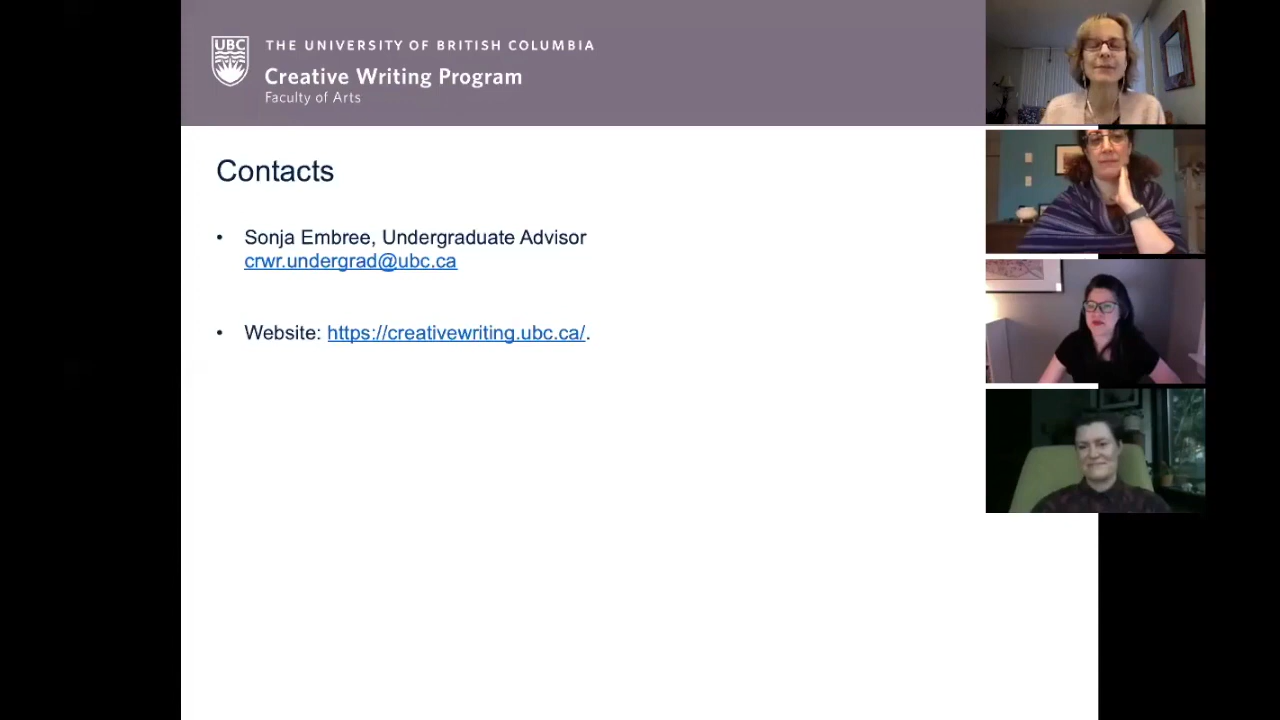 UBC
THE UNIVERSITY OF BRITISH COLUMBIA
Creative Writing Program
Faculty of Arts
Contacts
• Sonja Embree, Undergraduate Advisor
crwr.undergrad@ubc.ca
• Website: https://creativewriting.ubc.ca/.